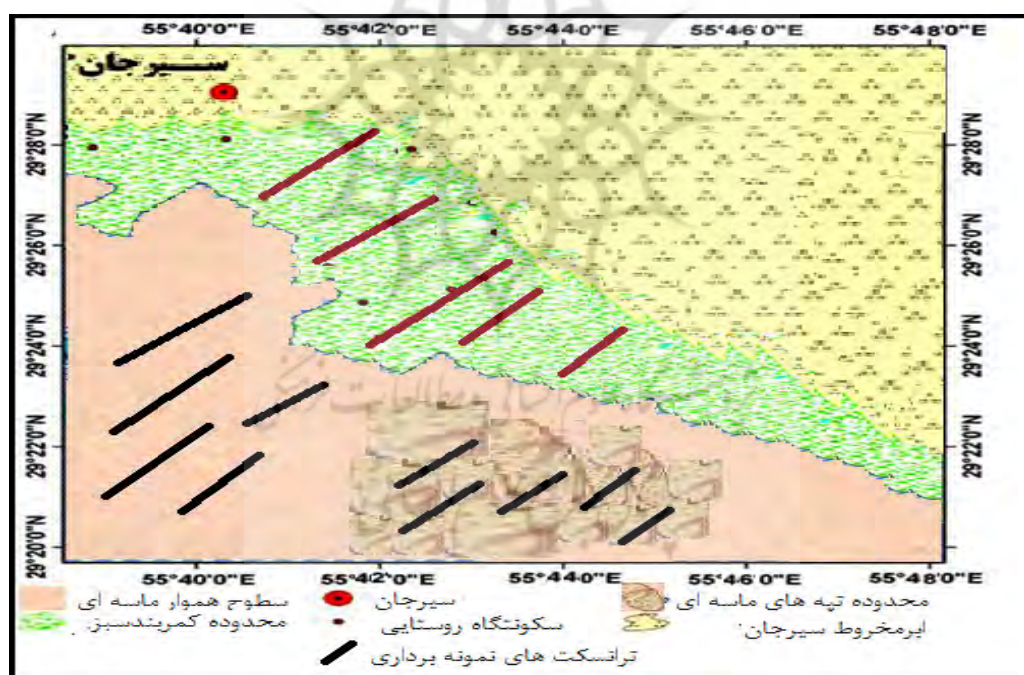 55°40'0"E 55°42'0"E 55°44'0"E 55°46'0"E 55°48'0"E
سیرجان
29°28'0"N 29°28'0"N
29°26'0"N 29°26'0"N
29°24'0"N 29°24'0"N
29°22'0"N 29°22'0"N
29°20'0"N
55°40'0"E 55°42'0"E 55°44'0"E 55°46'0"E 55°48'0"E
محدوده تپه های ماسه ای سیرجان سطوح هموار ماسه ای
ابرمخروط سیرجان سکونتگاه روستایی محدوده کمربندسبز
ترانسکت های نمونه برداری